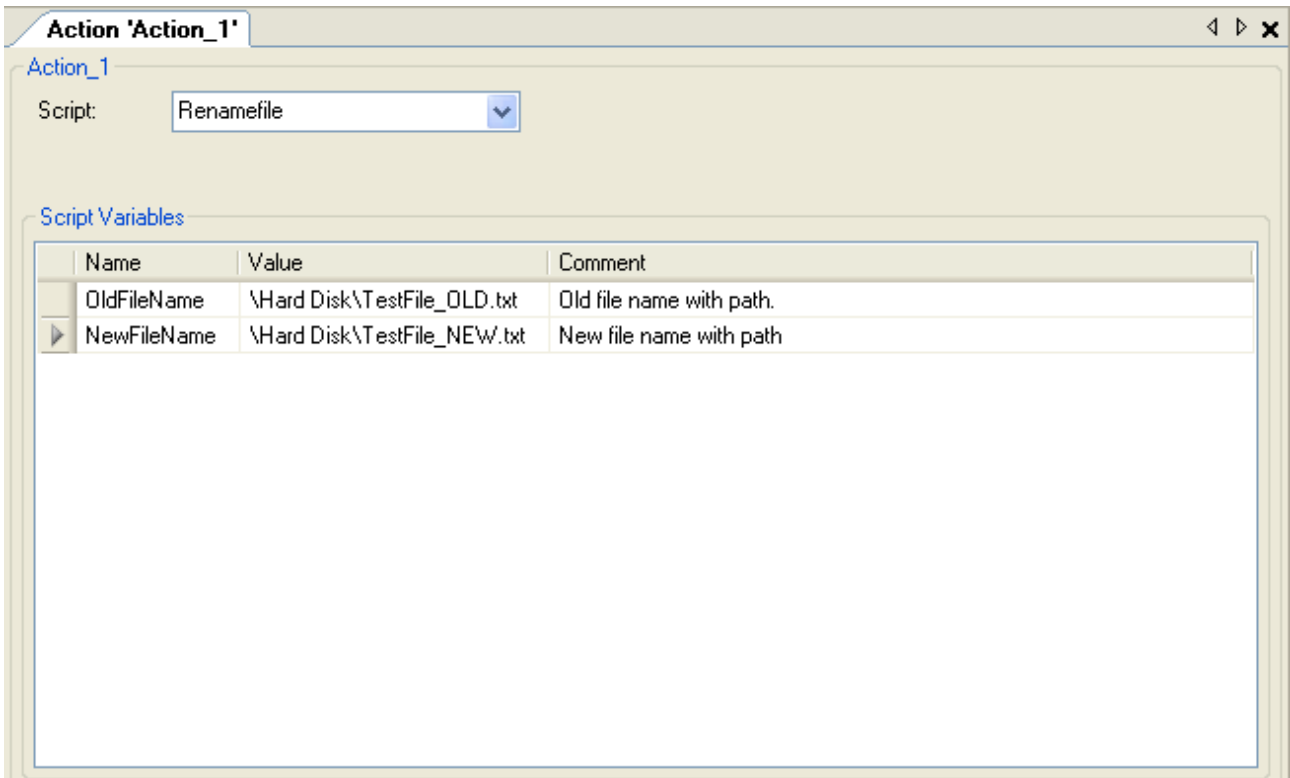 Action 'Action_1'
Action_1
Script: Renamefile
Script Variables
Name Value Comment
OldFileName \Hard Disk\TestFile_OLD.txt Old file name with path.
NewFileName \Hard Disk\TestFile_NEW.txt New file name with path